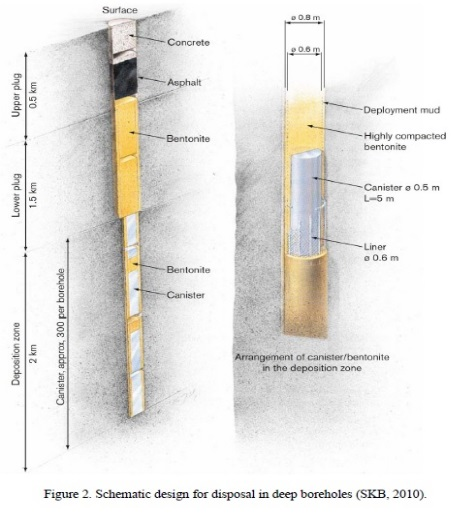 Surface
Concrete
Asphalt
Bentonite
Bentonite
Canister
Upper plug
0.5 km
Lower plug
1,5 km
Deposition zone
2 km
Canister, approx. 300 per borehole
ø 0.8 m
ø 0.6 m
Deployment mud
Highly compacted
bentonite
Canister ø 0.5 m
L=5 m
Liner
ø 0.6 m
Arrangement of canister/bentonite
in the deposition zone
Figure 2. Schematic design for disposal in deep boreholes (SKB, 2010).